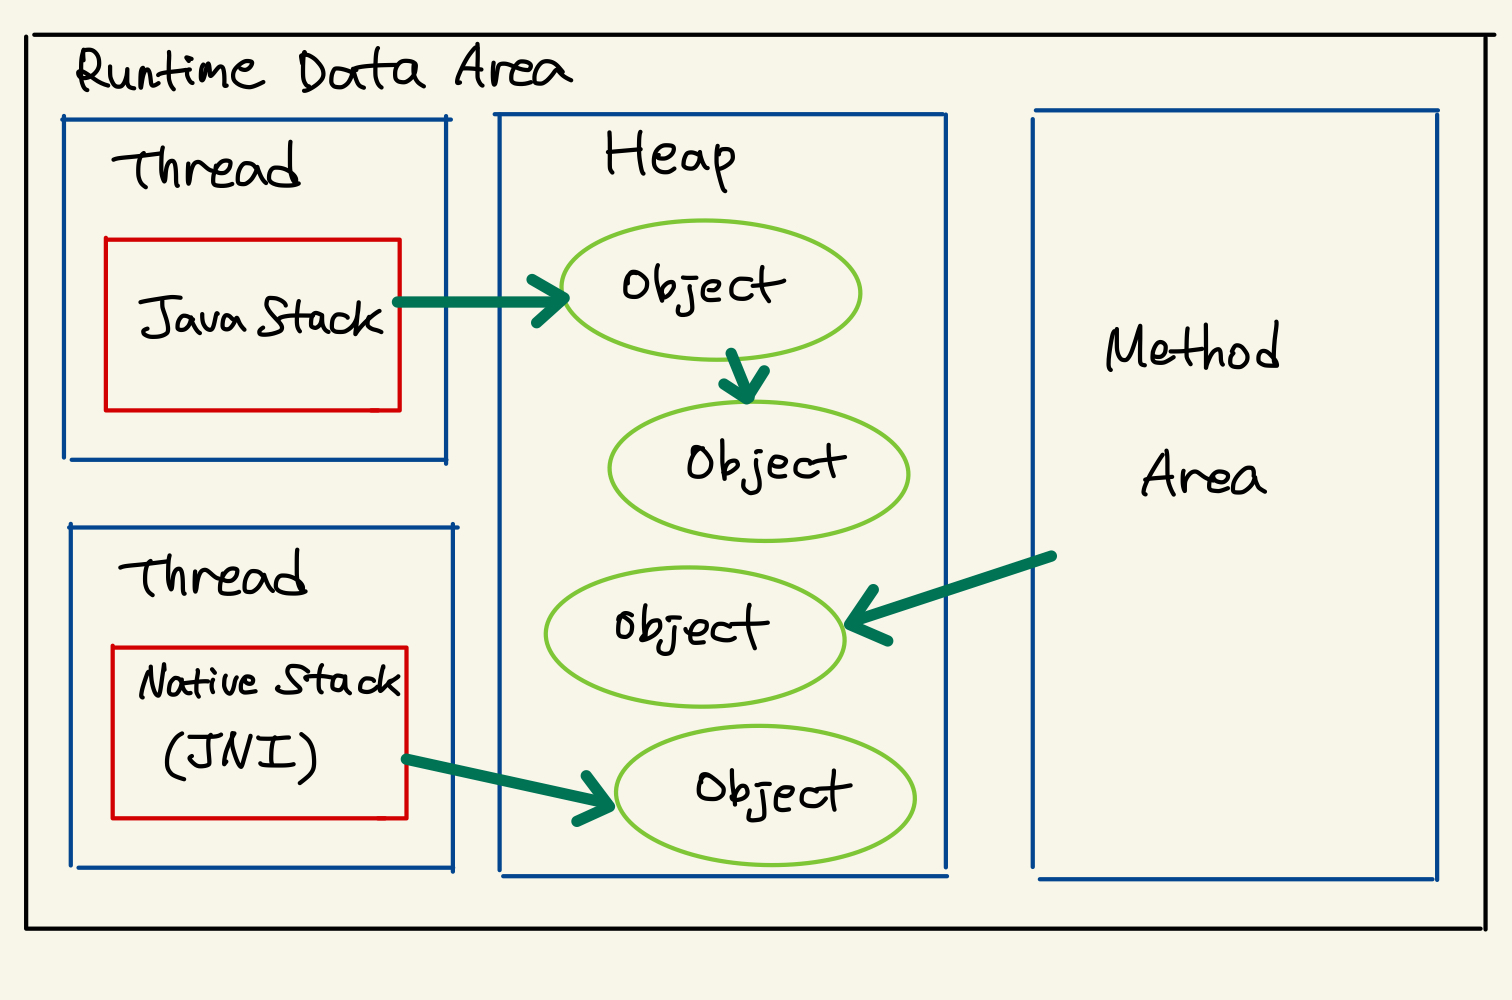 Runtime Data Area
Thread
Java Stack
Thread
Native Stack
(JNI)
Heap
Object
Object
object
Object
Method
Area